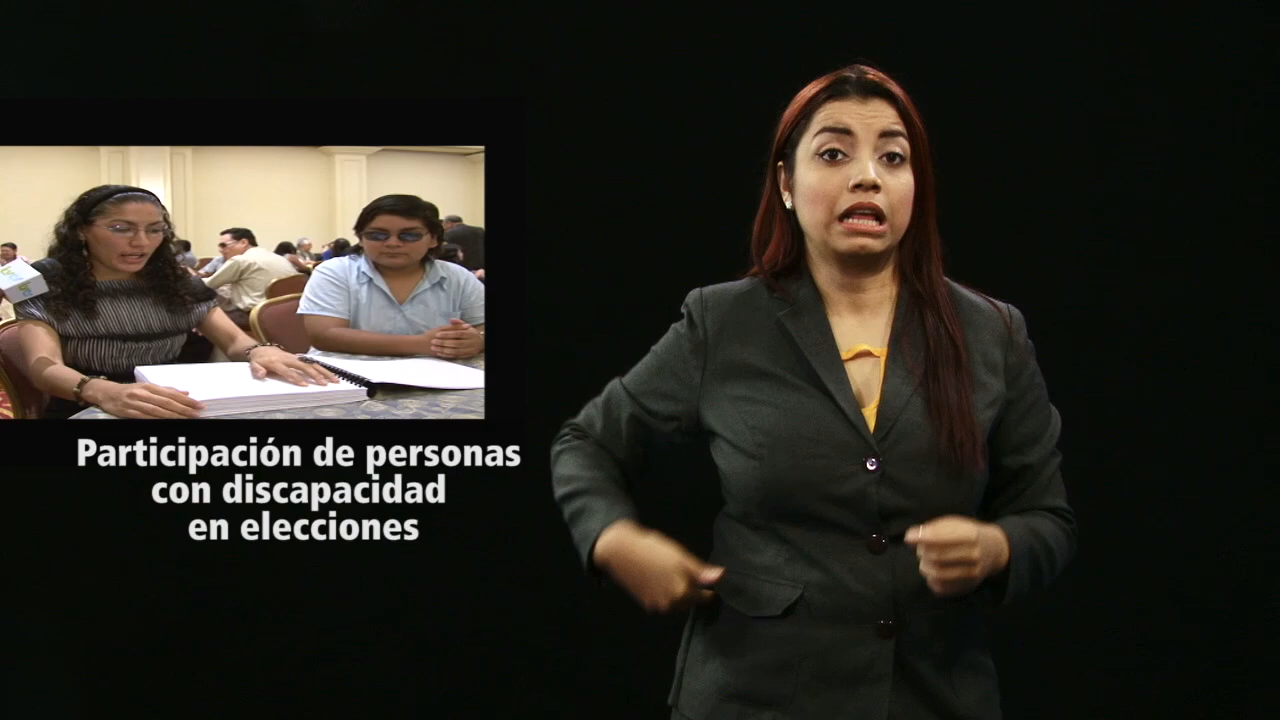 Participación de personas
con discapacidad
en elecciones